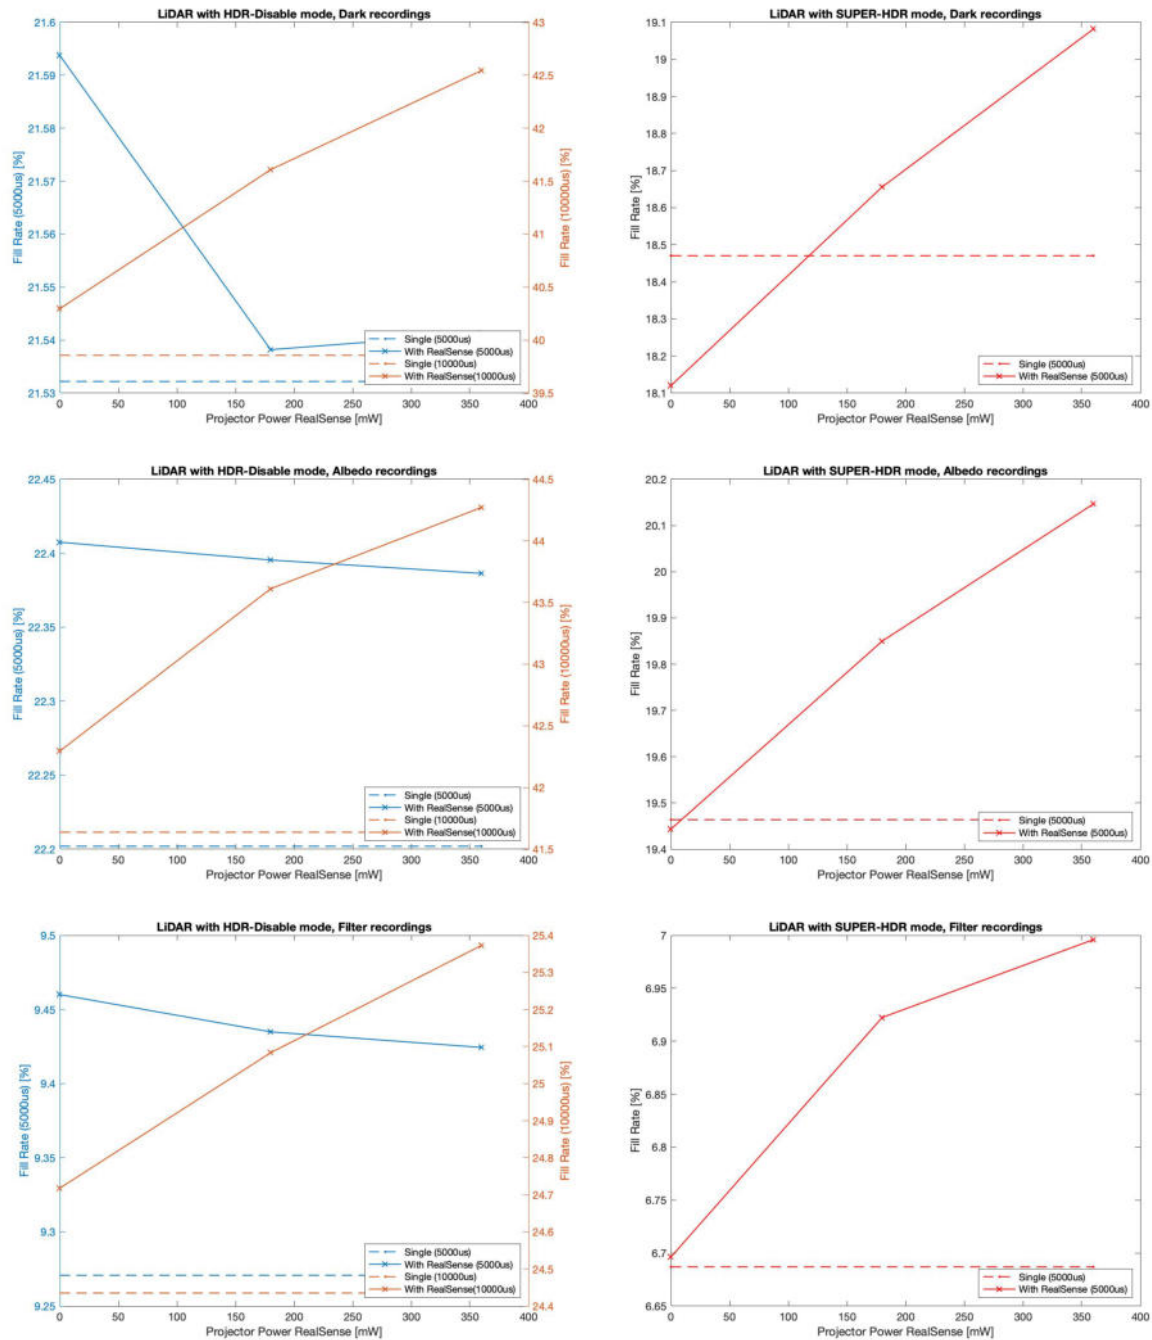 LiDAR with HDR-Disable mode, Dark recordings
21.6
21.59
21.58
21.57
21.56
21.55
21.54
21.53
Fill Rate (5000us) [%]
43
42.5
42
41.5
41
40.5
40
39.5
Fill Rate (10000us) [%]
Single (5000us)
With RealSense (5000us)
Single (10000us)
With RealSense(10000us)
0 50 100 150 200 250 300 350 400
Projector Power RealSense [mW]
LiDAR with SUPER-HDR mode, Dark recordings
19.1
19
18.9
18.8
18.7
18.6
18.5
18.4
18.3
18.2
18.1
Fill Rate [%]
Single (5000us)
With RealSense (5000us)
0 50 100 150 200 250 300 350 400
Projector Power RealSense [mW]
LiDAR with HDR-Disable mode, Albedo recordings
22.45
22.4
22.35
22.3
22.25
22.2
Fill Rate (5000us) [%]
44.5
44
43.5
43
42.5
42
41.5
Fill Rate (10000us) [%]
Single (5000us)
With RealSense (5000us)
Single (10000us)
With RealSense(10000us)
0 50 100 150 200 250 300 350 400
Projector Power RealSense [mW]
LiDAR with SUPER-HDR mode, Albedo recordings
20.2
20.1
20
19.9
19.8
19.7
19.6
19.5
19.4
Fill Rate [%]
Single (5000us)
With RealSense (5000us)
0 50 100 150 200 250 300 350 400
Projector Power RealSense [mW]
LiDAR with HDR-Disable mode, Filter recordings
9.5
9.45
9.4
9.35
9.3
9.25
Fill Rate (5000us) [%]
25.4
25.3
25.2
25.1
25
24.9
24.8
24.7
24.6
24.5
24.4
Fill Rate (10000us) [%]
Single (5000us)
With RealSense (5000us)
Single (10000us)
With RealSense(10000us)
0 50 100 150 200 250 300 350 400
Projector Power RealSense [mW]
LiDAR with SUPER-HDR mode, Filter recordings
7
6.95
6.9
6.85
6.8
6.75
6.7
6.65
Fill Rate [%]
Single (5000us)
With RealSense (5000us)
0 50 100 150 200 250 300 350 400
Projector Power RealSense [mW]